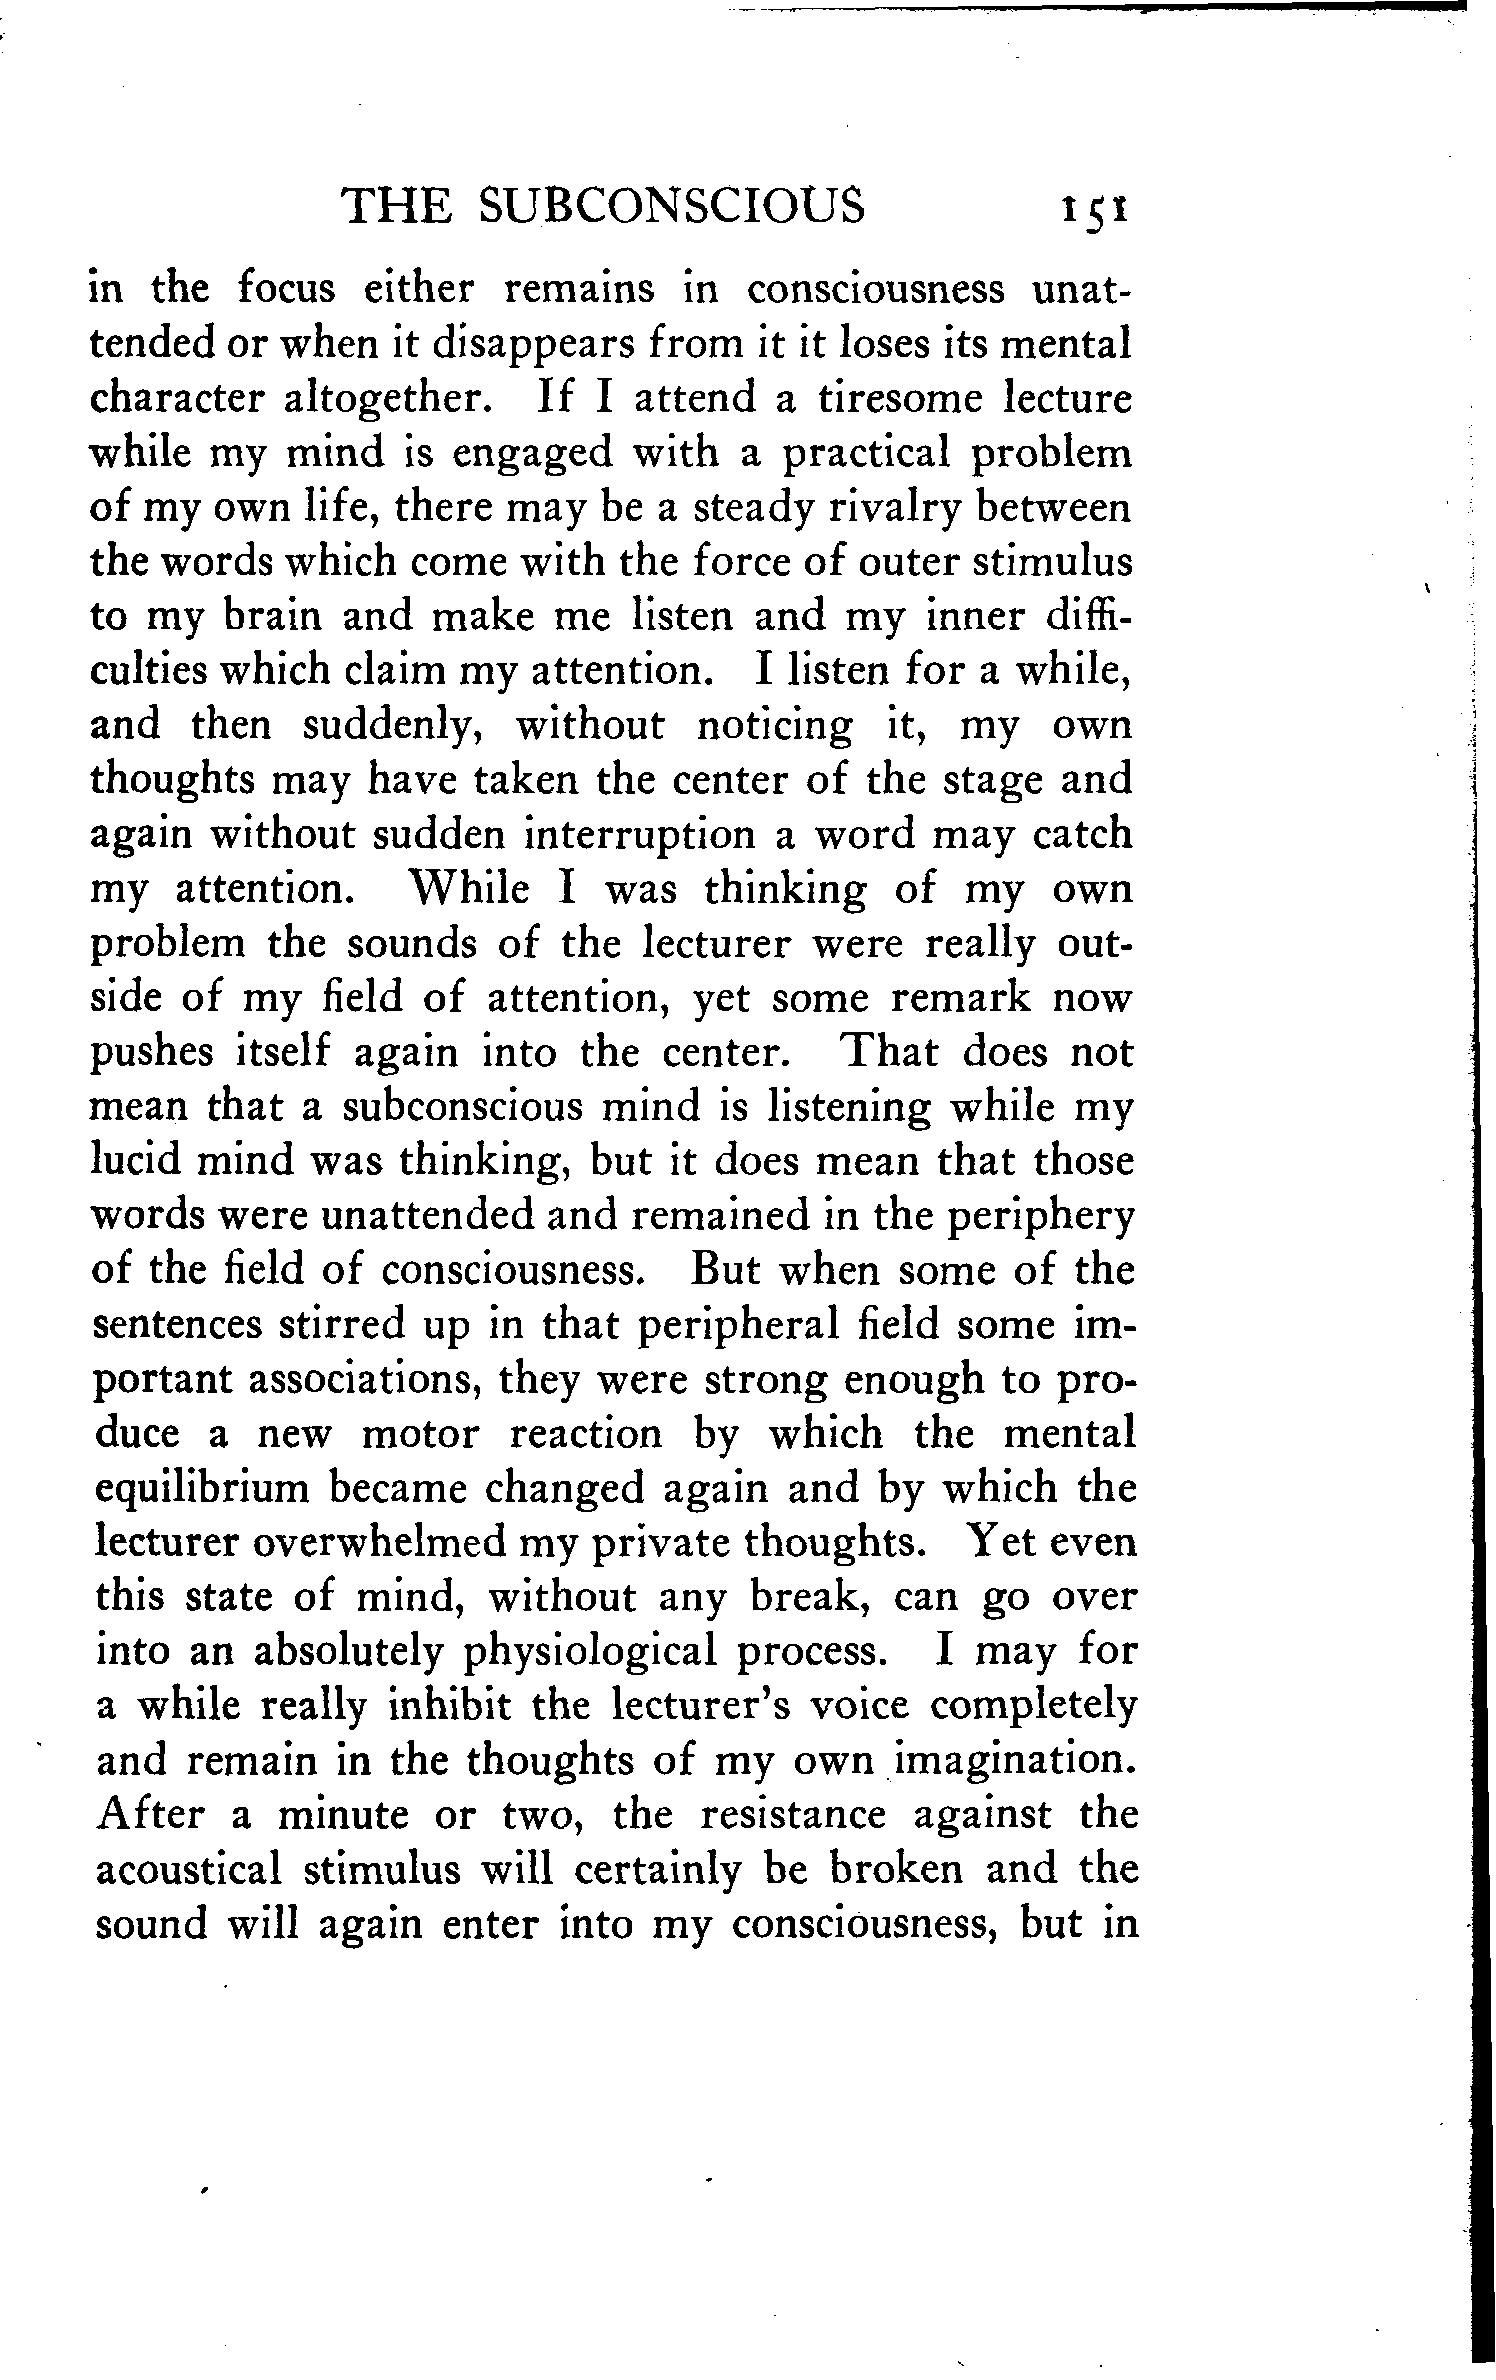 THE SUBCONSCIOUS 151
in the focus either remains in consciousness unat-
tended or when it disappears from it it loses its mental
character altogether. If I attend a tiresome lecture
while my mind is engaged with a practical problem
of my own life, there may be a steady rivalry between
the words which come with the force of outer stimulus
to my brain and make me listen and my inner diffi-
culties which claim my attention. I listen for a while,
and then suddenly, without noticing it, my own
thoughts may have taken the center of the stage and
again without sudden interruption a word may catch
my attention. While I was thinking of my own
problem the sounds of the lecturer were really out-
side of my field of attention, yet some remark now
pushes itself again into the center. That does not
mean that a subconscious mind is listening while my
lucid mind was thinking, but it does mean that those
words were unattended and remained in the periphery
of the field of consciousness. But when some of the
sentences stirred up in that peripheral field some im-
portant associations, they were strong enough to pro-
duce a new motor reaction by which the mental
equilibrium became changed again and by which the
lecturer overwhelmed my private thoughts. Yet even
this state of mind, without any break, can go over
into an absolutely physiological process. I may for
a while really inhibit the lecturer's voice completely
and remain in the thoughts of my own imagination.
After a minute or two, the resistance against the
acoustical stimulus will certainly be broken and the
sound will again enter into my consciousness, but in